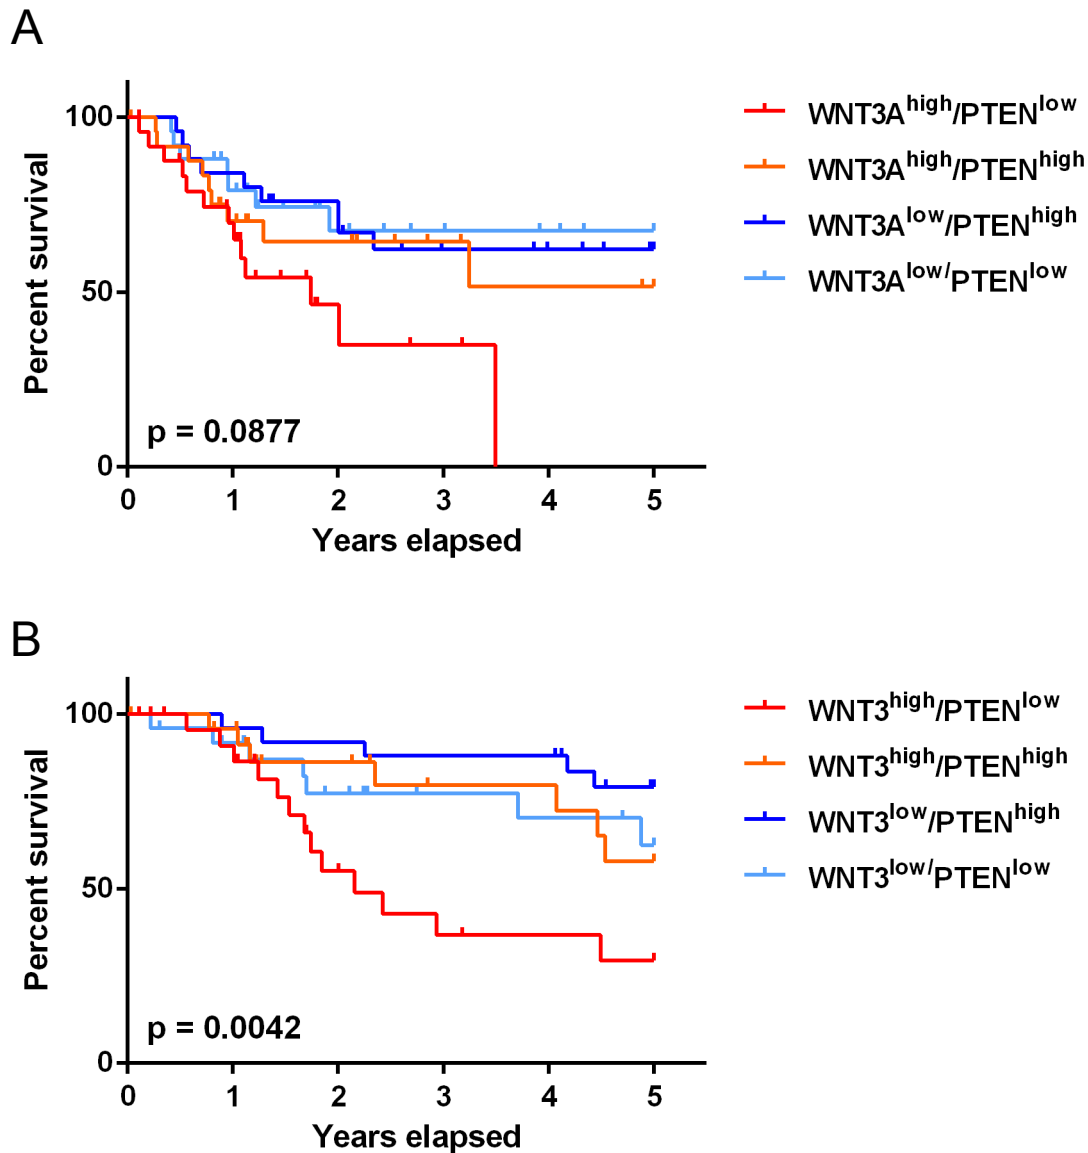 A
100
50
0
Percent survival
p = 0.0877
0 1 2 3 4 5
Years elapsed
WNT3Ahigh/PTENlow
WNT3Ahigh/PTENhigh
WNT3Alow/PTENhigh
WNT3Alow/PTENlow
B
100
50
0
Percent survival
p = 0.0042
0 1 2 3 4 5
Years elapsed
WNT3high/PTENlow
WNT3high/PTENhigh
WNT3low/PTENhigh
WNT3low/PTENlow